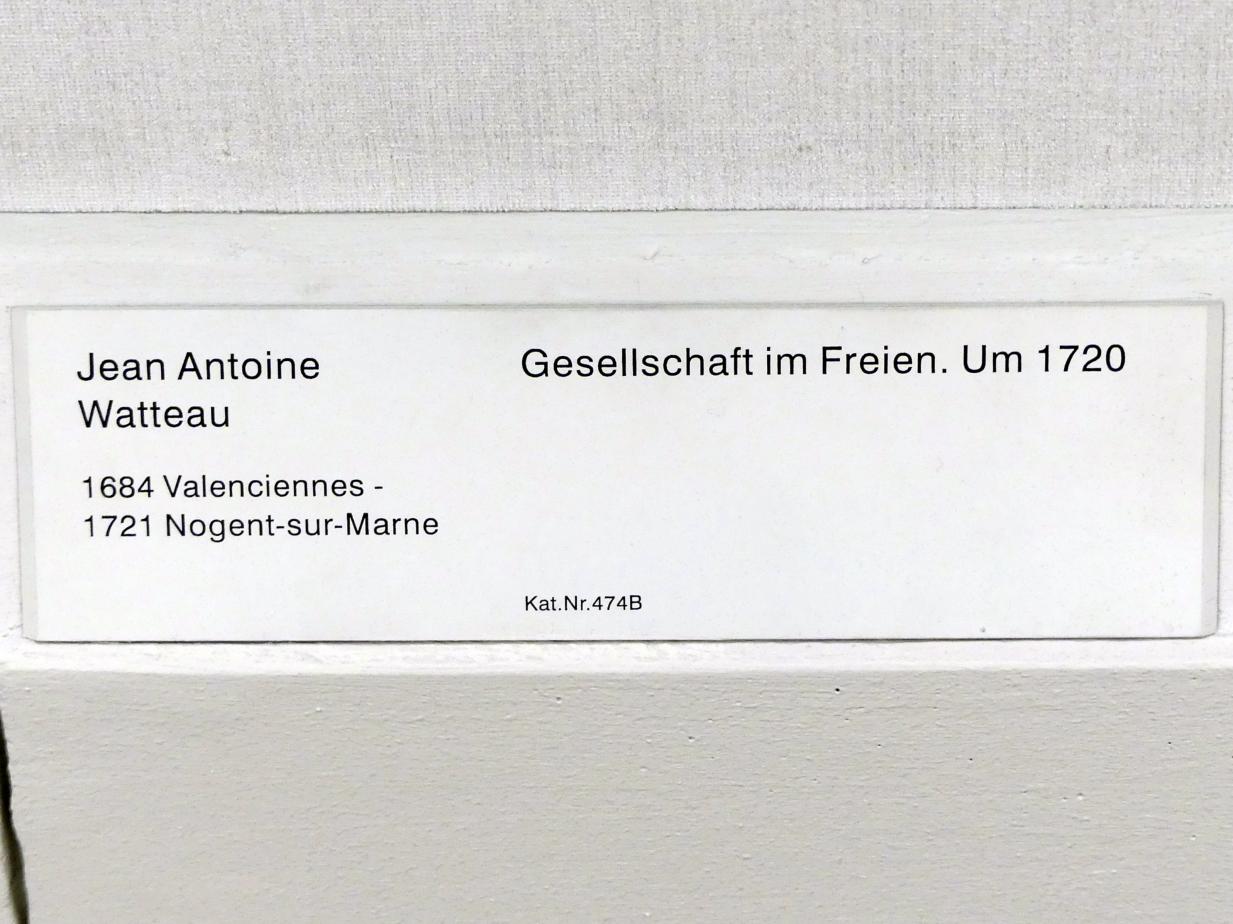 Jean Antoine
Watteau
1684 Valenciennes -
1721 Nogent-sur-Marne
Gesellschaft im Freien. Um 1720
Kat.Nr.474B